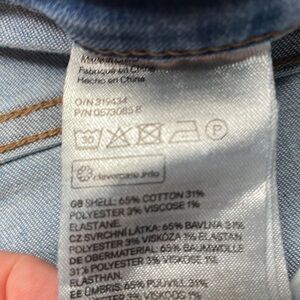 Made in China
Fabriqué en Chine
Hecho en China
O/N 319434
P/N 0573085 8
30 P
clevercare.info
GB SHELL: 65% COTTON 31%
POLYESTER 3% VISCOSE 1%
ELASTANE.
CZ SVRCHNÍ LÁTKA: 65% BAVLNA 31%
POLYESTER 3% VISKÓZA 1% ELASTAN.
DE OBERMATERIAL: 65% BAUMWOLLE
31% POLYESTER 3% VISKOSE 1%
ELASTHAN.
EE ÜMBRIS: 65% PUUVILL 31%